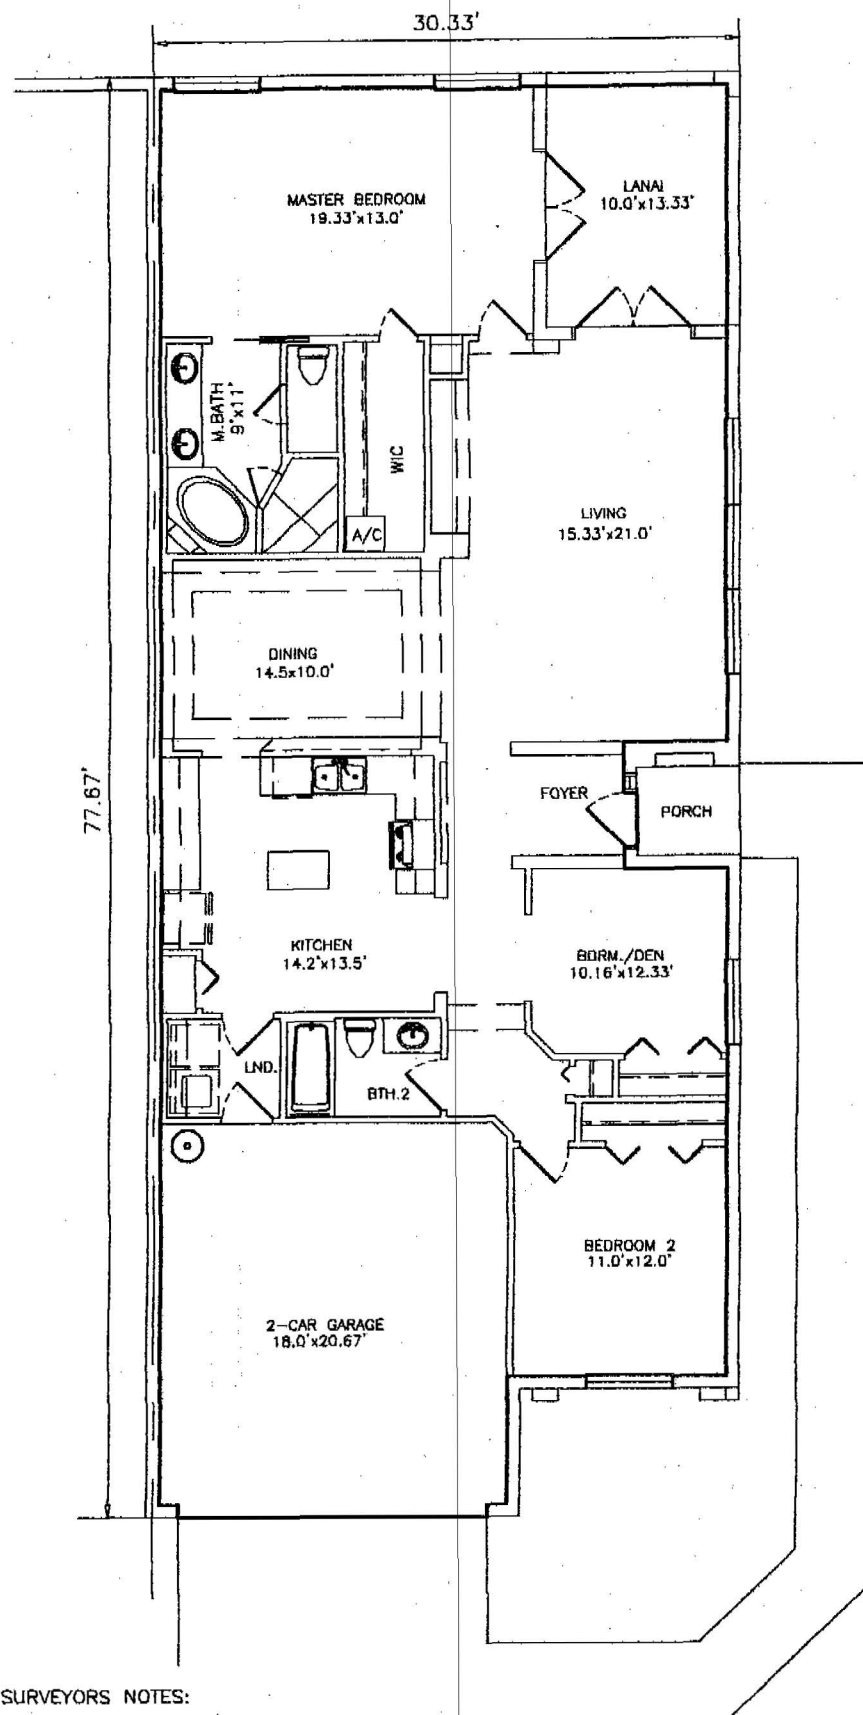 30.33'
MASTER BEDROOM
19.33'x13.0'
LANAI
10.0'x13.33'
M.BATH
9'x11'
WIC
A/C
LIVING
15.33'x21.0'
DINING
14.5x10.0'
77.67'
FOYER
PORCH
KITCHEN
14.2'x13.5'
BDRM./DEN
10.16'x12.33'
LND.
BTH.2
BEDROOM 2
11.0'x12.0'
2-CAR GARAGE
18.0'x20.67'
SURVEYORS NOTES: